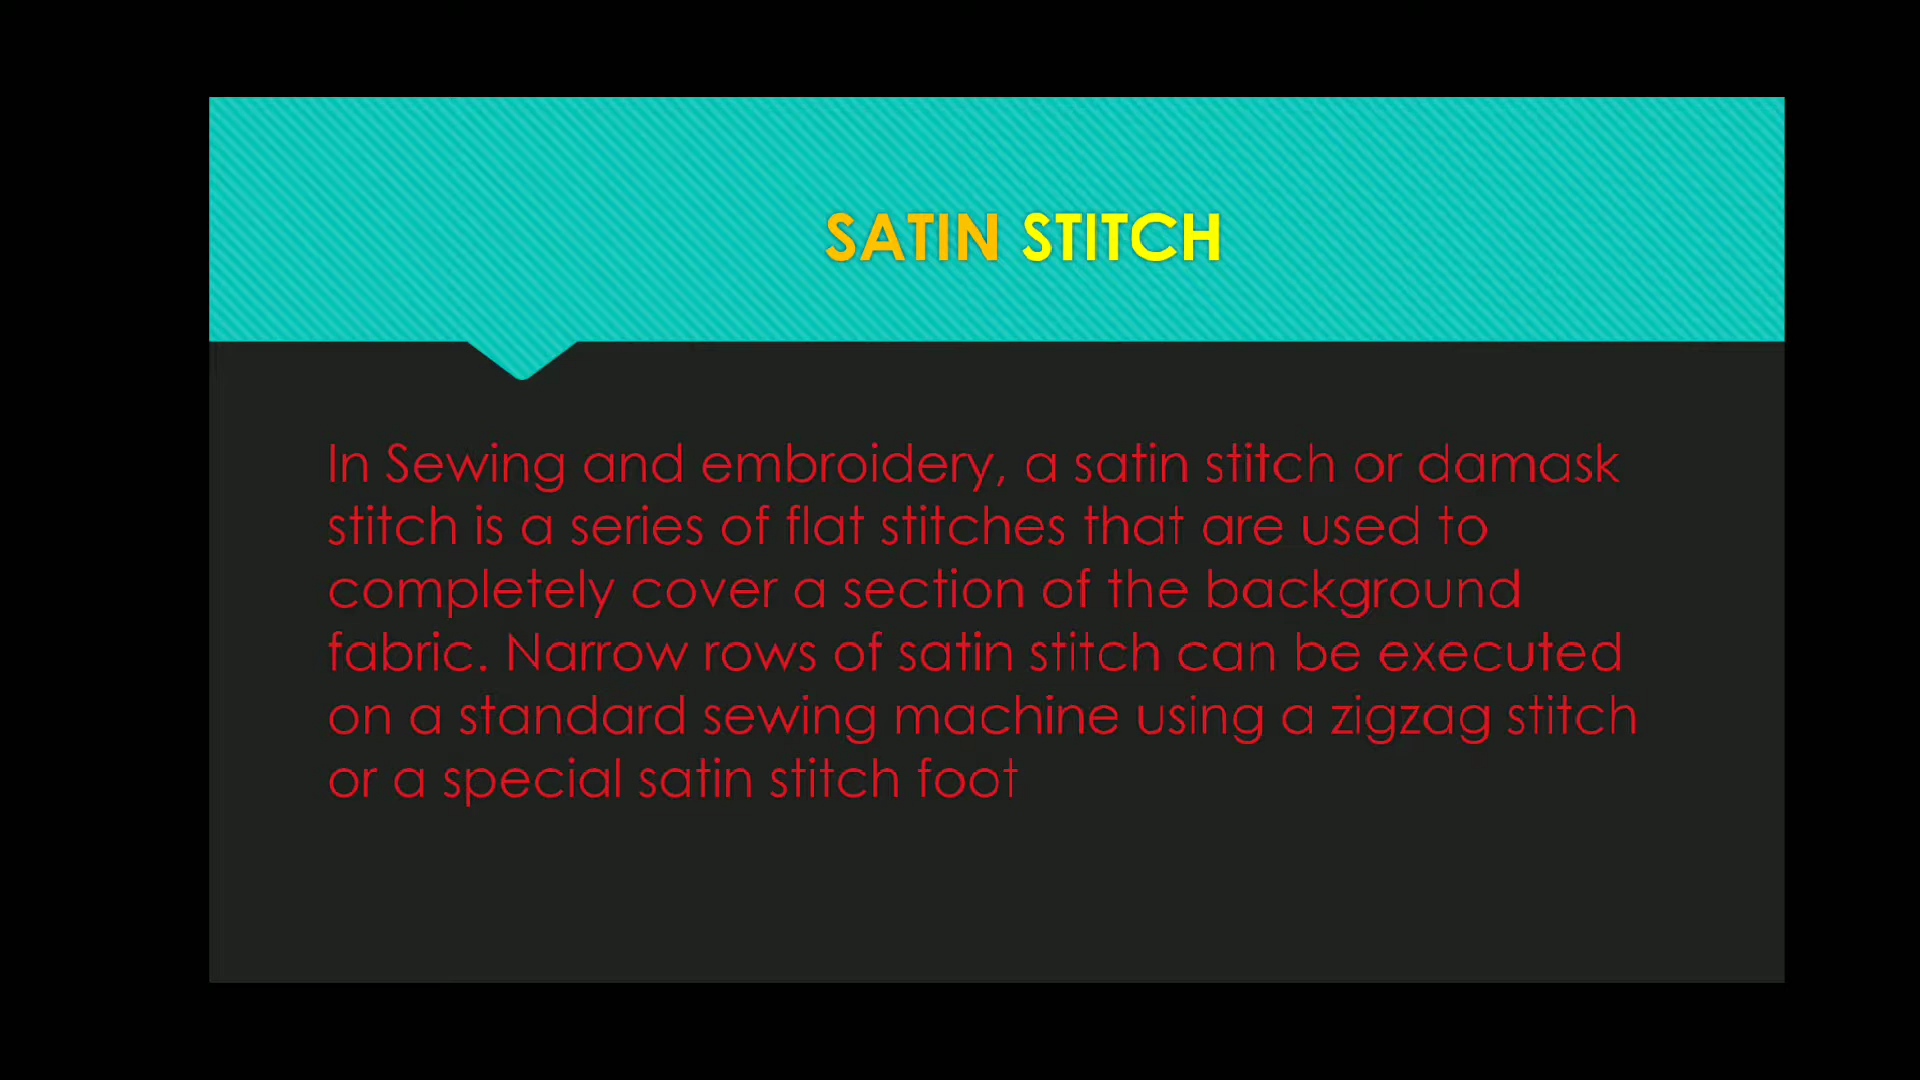 SATIN STITCH
In Sewing and embroidery, a satin stitch or damask
stitch is a series of flat stitches that are used to
completely cover a section of the background
fabric. Narrow rows of satin stitch can be executed
on a standard sewing machine using a zigzag stitch
or a special satin stitch foot